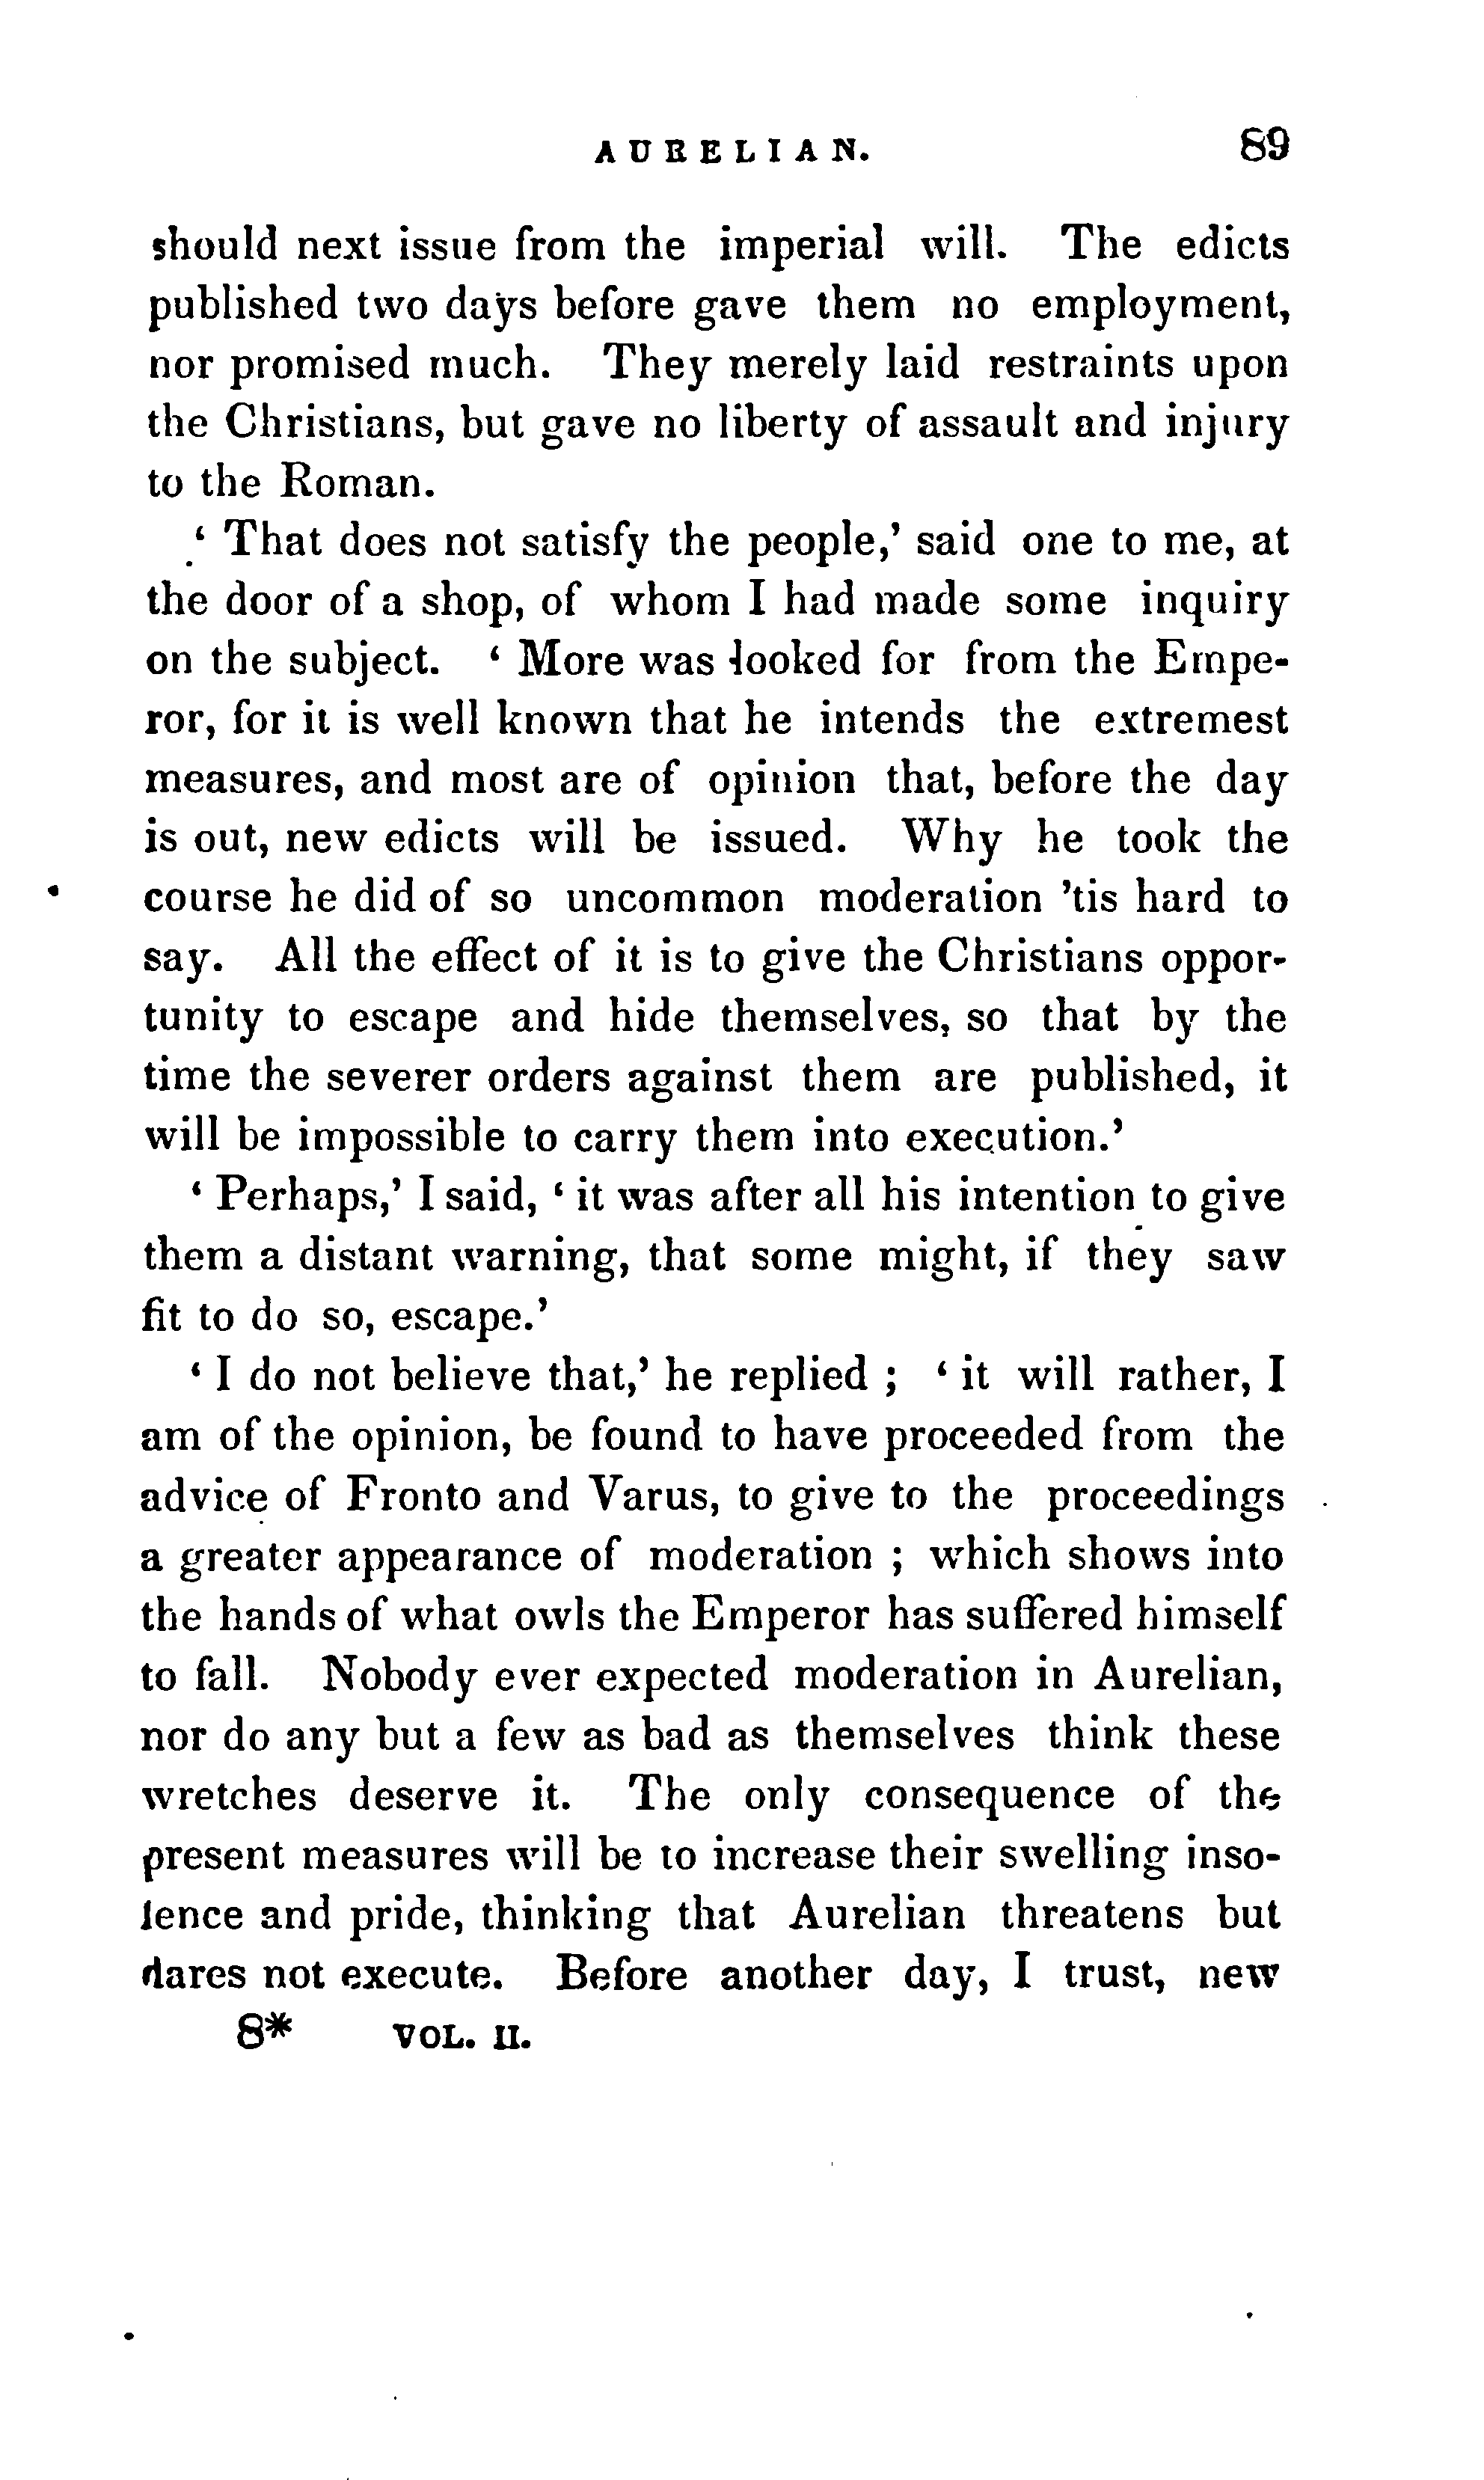 AURELIAN. 89
should next issue from the imperial will. The edicts
published two days before gave them no employment,
nor promised much. They merely laid restraints upon
the Christians, but gave no liberty of assault and injury
to the Roman.
‘ That does not satisfy the people,’ said one to me, at
the door of a shop, of whom I had made some inquiry
on the subject. ‘ More was looked for from the Empe-
ror, for it is well known that he intends the extremest
measures, and most are of opinion that, before the day
is out, new edicts will be issued. Why he took the
course he did of so uncommon moderation ’tis hard to
say. All the effect of it is to give the Christians oppor-
tunity to escape and hide themselves, so that by the
time the severer orders against them are published, it
will be impossible to carry them into execution.’
‘ Perhaps,’ I said, ‘ it was after all his intention to give
them a distant warning, that some might, if they saw
fit to do so, escape.’
‘ I do not believe that,’ he replied ; ‘ it will rather, I
am of the opinion, be found to have proceeded from the
advice of Fronto and Varus, to give to the proceedings
a greater appearance of moderation ; which shows into
the hands of what owls the Emperor has suffered himself
to fall. Nobody ever expected moderation in Aurelian,
nor do any but a few as bad as themselves think these
wretches deserve it. The only consequence of the
present measures will be to increase their swelling inso-
lence and pride, thinking that Aurelian threatens but
dares not execute. Before another day, I trust, new
8* VOL. II.